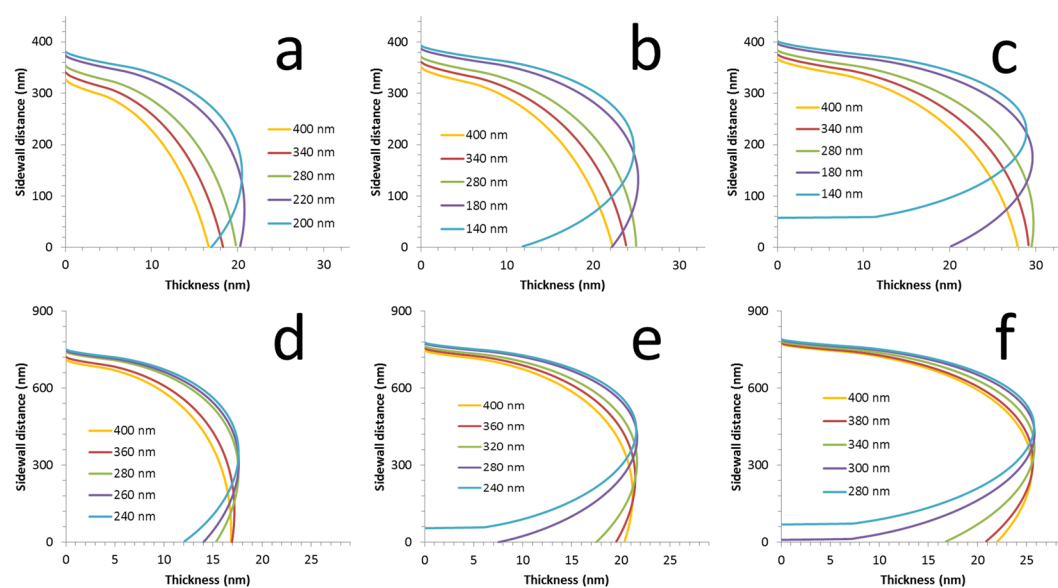 a
Sidewall distance (nm)
400
300
200
100
0
400 nm
340 nm
280 nm
220 nm
200 nm
0 10 20 30
Thickness (nm)
b
Sidewall distance (nm)
400
300
200
100
0
400 nm
340 nm
280 nm
180 nm
140 nm
0 10 20 30
Thickness (nm)
c
Sidewall distance (nm)
400
300
200
100
0
400 nm
340 nm
280 nm
180 nm
140 nm
0 10 20 30
Thickness (nm)
d
Sidewall distance (nm)
900
600
300
0
400 nm
360 nm
280 nm
260 nm
240 nm
0 5 10 15 20 25
Thickness (nm)
e
Sidewall distance (nm)
900
600
300
0
400 nm
360 nm
320 nm
280 nm
240 nm
0 5 10 15 20 25
Thickness (nm)
f
Sidewall distance (nm)
900
600
300
0
400 nm
380 nm
340 nm
300 nm
280 nm
0 5 10 15 20 25
Thickness (nm)